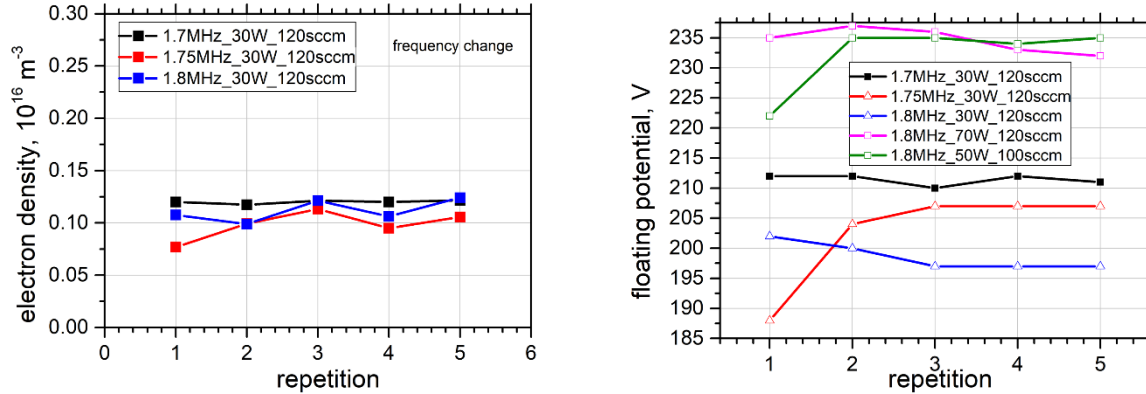 0.30
0.25
0.20
0.15
0.10
0.05
0.00
electron density, 10¹⁶ m⁻³
1.7MHz_30W_120sccm
1.75MHz_30W_120sccm
1.8MHz_30W_120sccm
frequency change
0 1 2 3 4 5 6
repetition
235
230
225
220
215
210
205
200
195
190
185
floating potential, V
1.7MHz_30W_120sccm
1.75MHz_30W_120sccm
1.8MHz_30W_120sccm
1.8MHz_70W_120sccm
1.8MHz_50W_100sccm
1 2 3 4 5
repetition